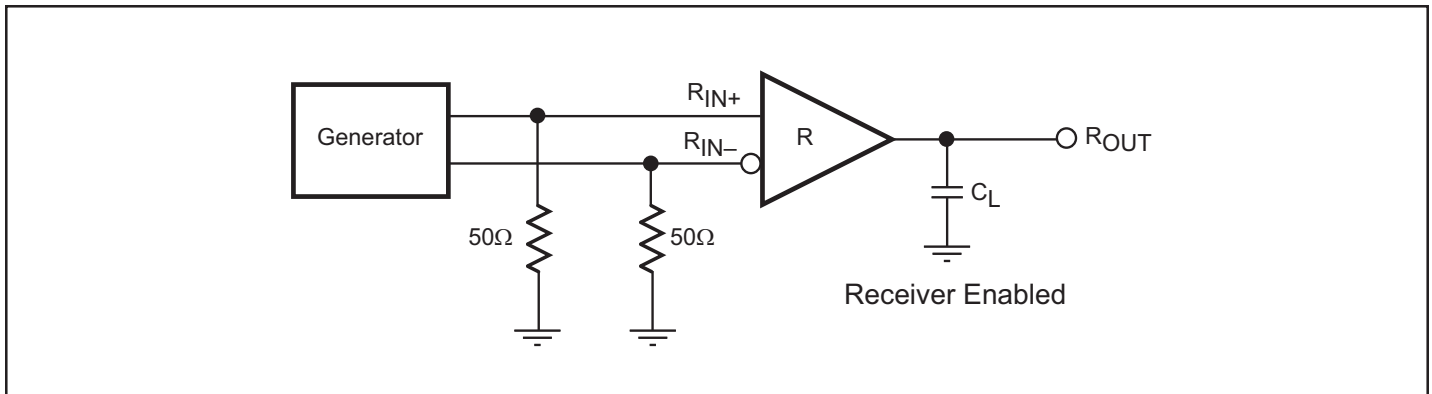 Generator
RIN+
RIN–
R
ROUT
CL
50Ω
50Ω
Receiver Enabled